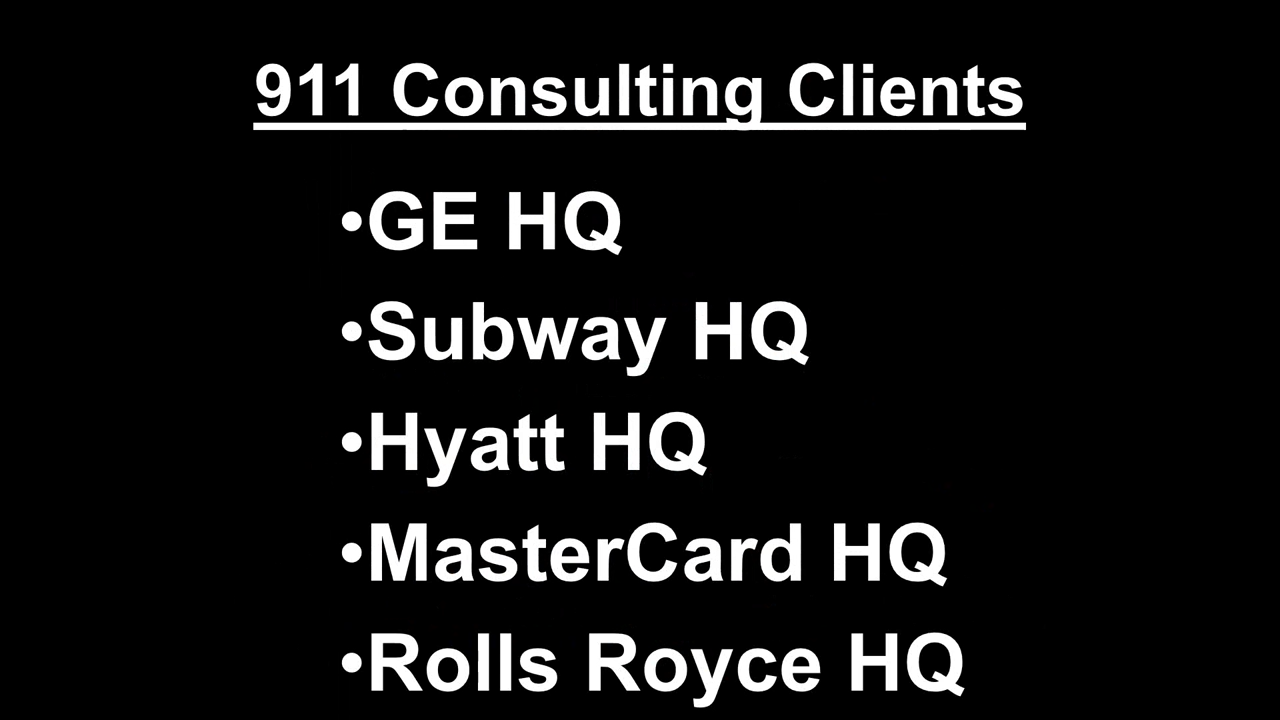 911 Consulting Clients
•GE HQ
•Subway HQ
•Hyatt HQ
•MasterCard HQ
•Rolls Royce HQ